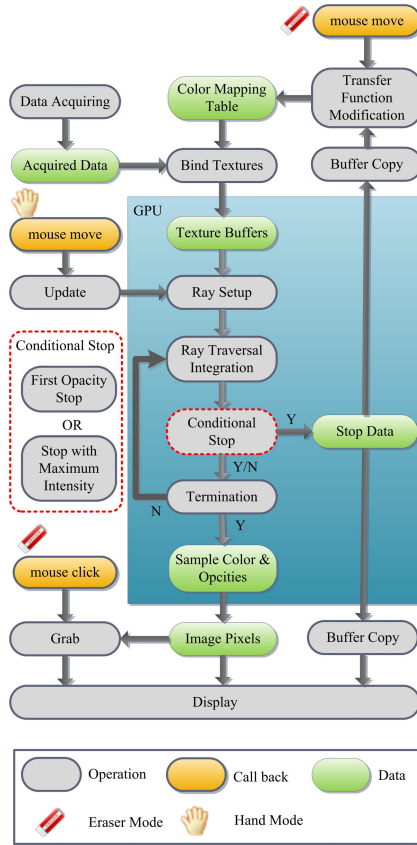 mouse move
Data Acquiring
Color Mapping
Table
Transfer
Function
Modification
Acquired Data
Bind Textures
Buffer Copy
GPU
mouse move
Texture Buffers
Update
Ray Setup
Conditional Stop
First Opacity
Stop
OR
Stop with
Maximum
Intensity
Ray Traversal
Integration
Conditional
Stop
Y
Stop Data
Y/N
Termination
N
Y
mouse click
Sample Color &
Opcities
Grab
Image Pixels
Buffer Copy
Display
Operation
Call back
Data
Eraser Mode
Hand Mode